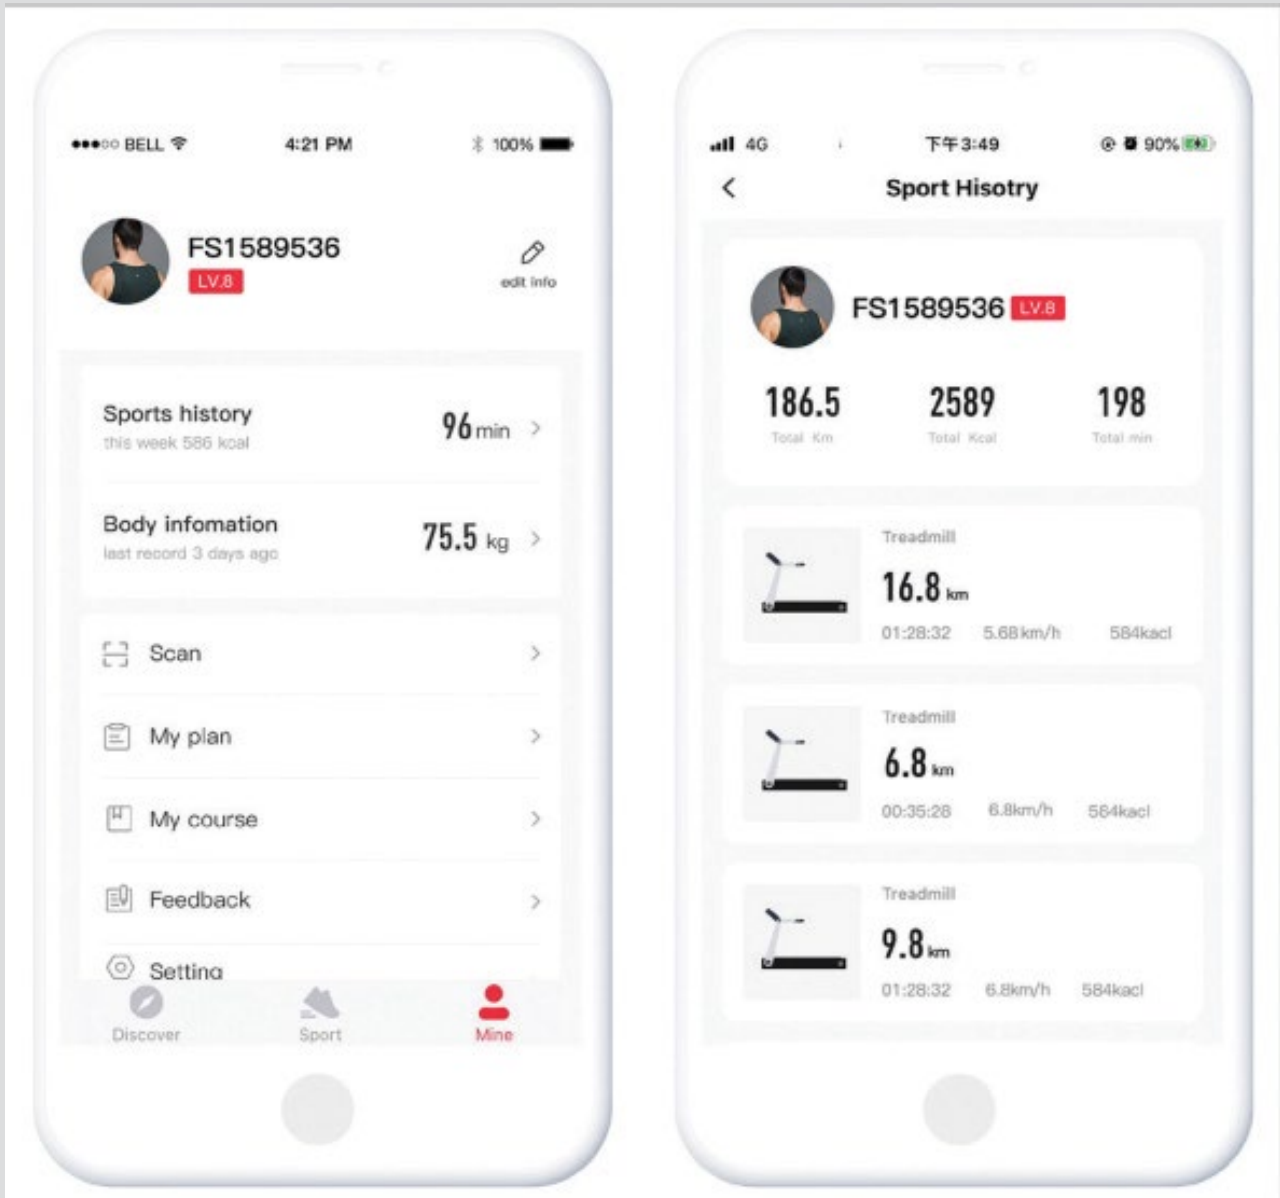 BELL 4:21 PM 100%
FS1589536
LV.8
edit info
Sports history
this week 586 kcal
96 min
Body infomation
last record 3 days ago
75.5 kg
Scan
My plan
My course
Feedback
Setting
Discover Sport Mine
4G 下午3:49 90%
Sport Hisotry
FS1589536 LV.8
186.5 2589 198
Total Km Total Kcal Total min
Treadmill
16.8 km
01:28:32 5.68km/h 584kacl
Treadmill
6.8 km
00:35:28 6.8km/h 584kacl
Treadmill
9.8 km
01:28:32 6.8km/h 584kacl